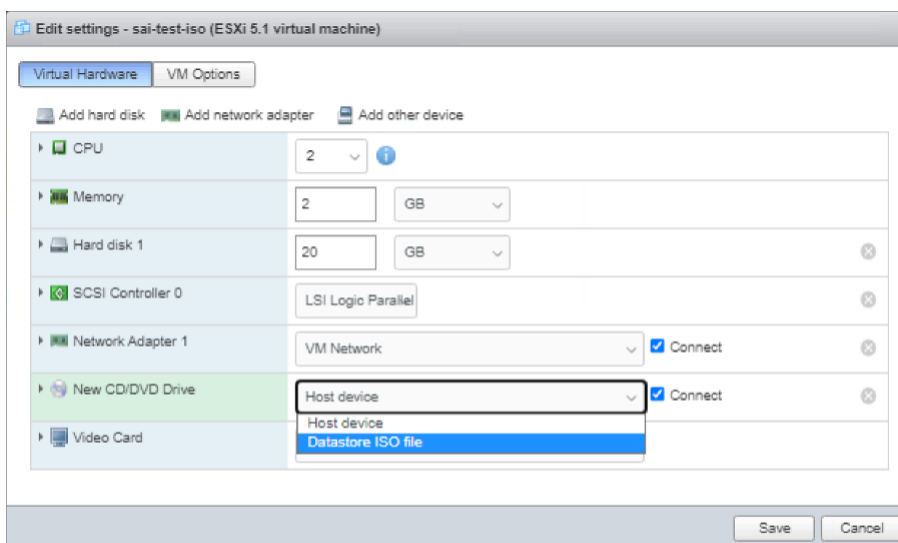 Edit settings - sai-test-iso (ESXi 5.1 virtual machine)
Virtual Hardware VM Options
Add hard disk Add network adapter Add other device
CPU 2
Memory 2 GB
Hard disk 1 20 GB
SCSI Controller 0 LSI Logic Parallel
Network Adapter 1 VM Network Connect
New CD/DVD Drive Host device Connect
Host device
Video Card Datastore ISO file
Save Cancel